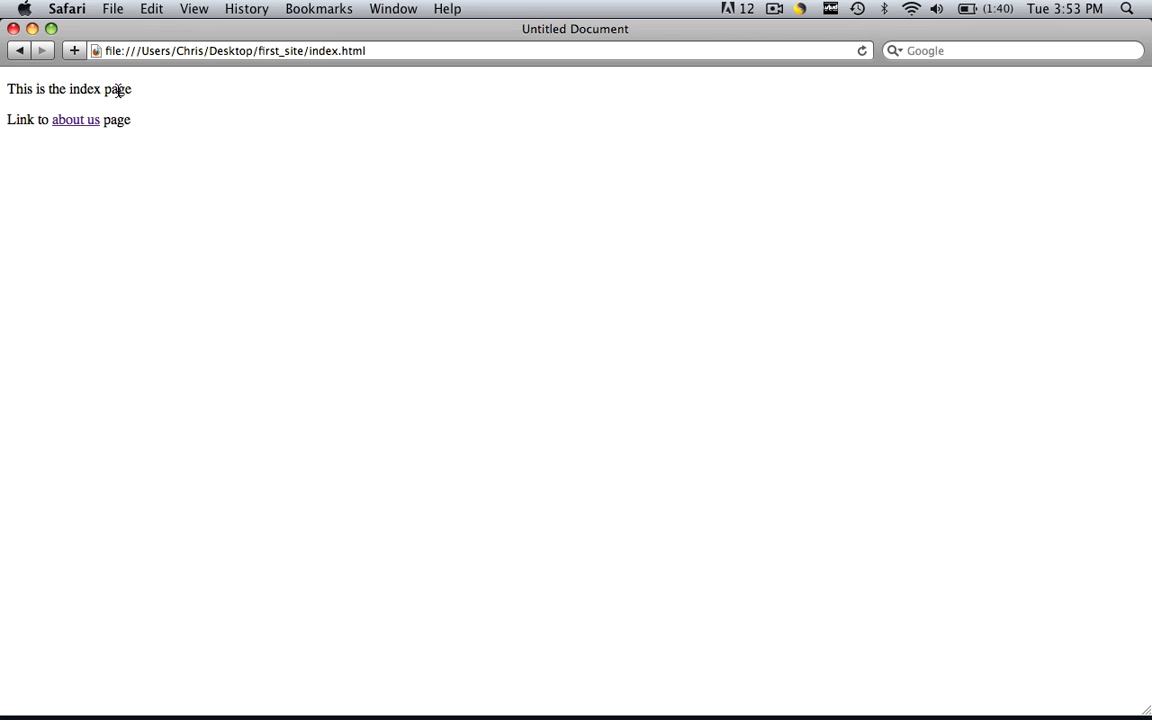 Safari File Edit View History Bookmarks Window Help 12 (1:40) Tue 3:53 PM
Untitled Document
file:///Users/Chris/Desktop/first_site/index.html Google
This is the index page
Link to about us page